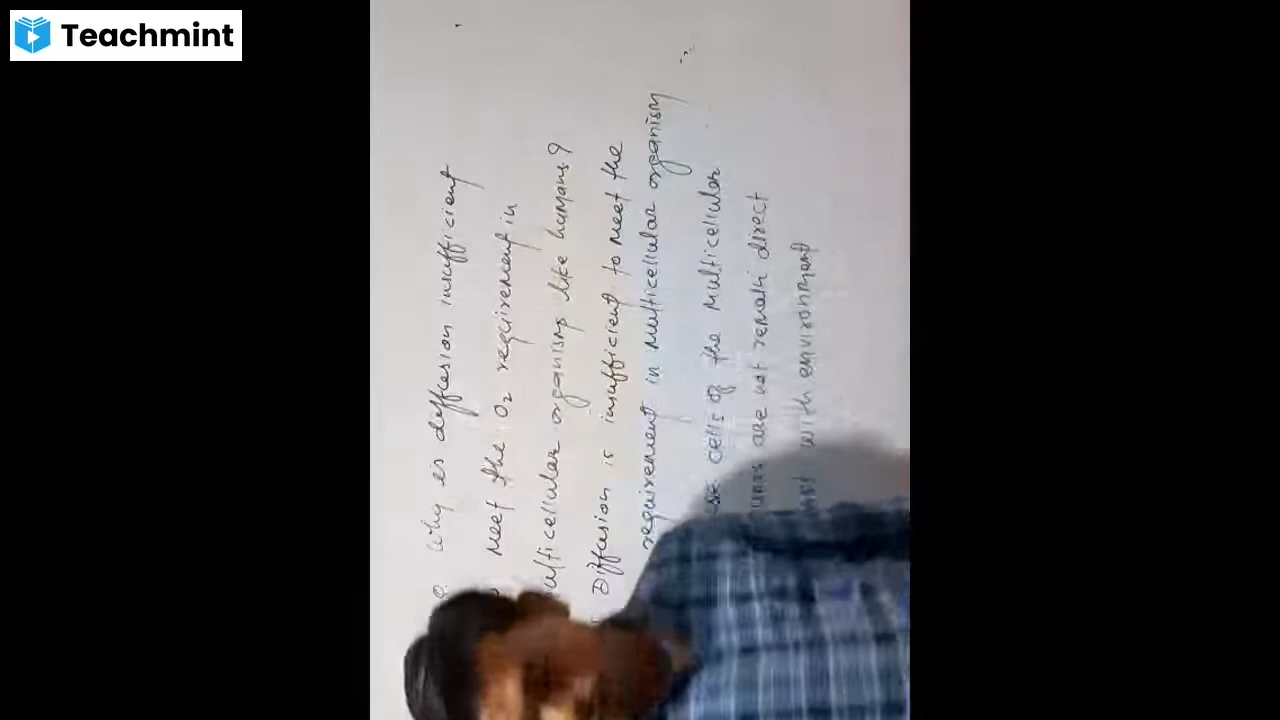 Teachmint
Q. Why is diffusion insufficient
meet the O₂ requirement in
multicellular organisms like humans?
Diffusion is insufficient to meet the
requirement in multicellular organism
cells of the multicellular
are not remain direct
with environment